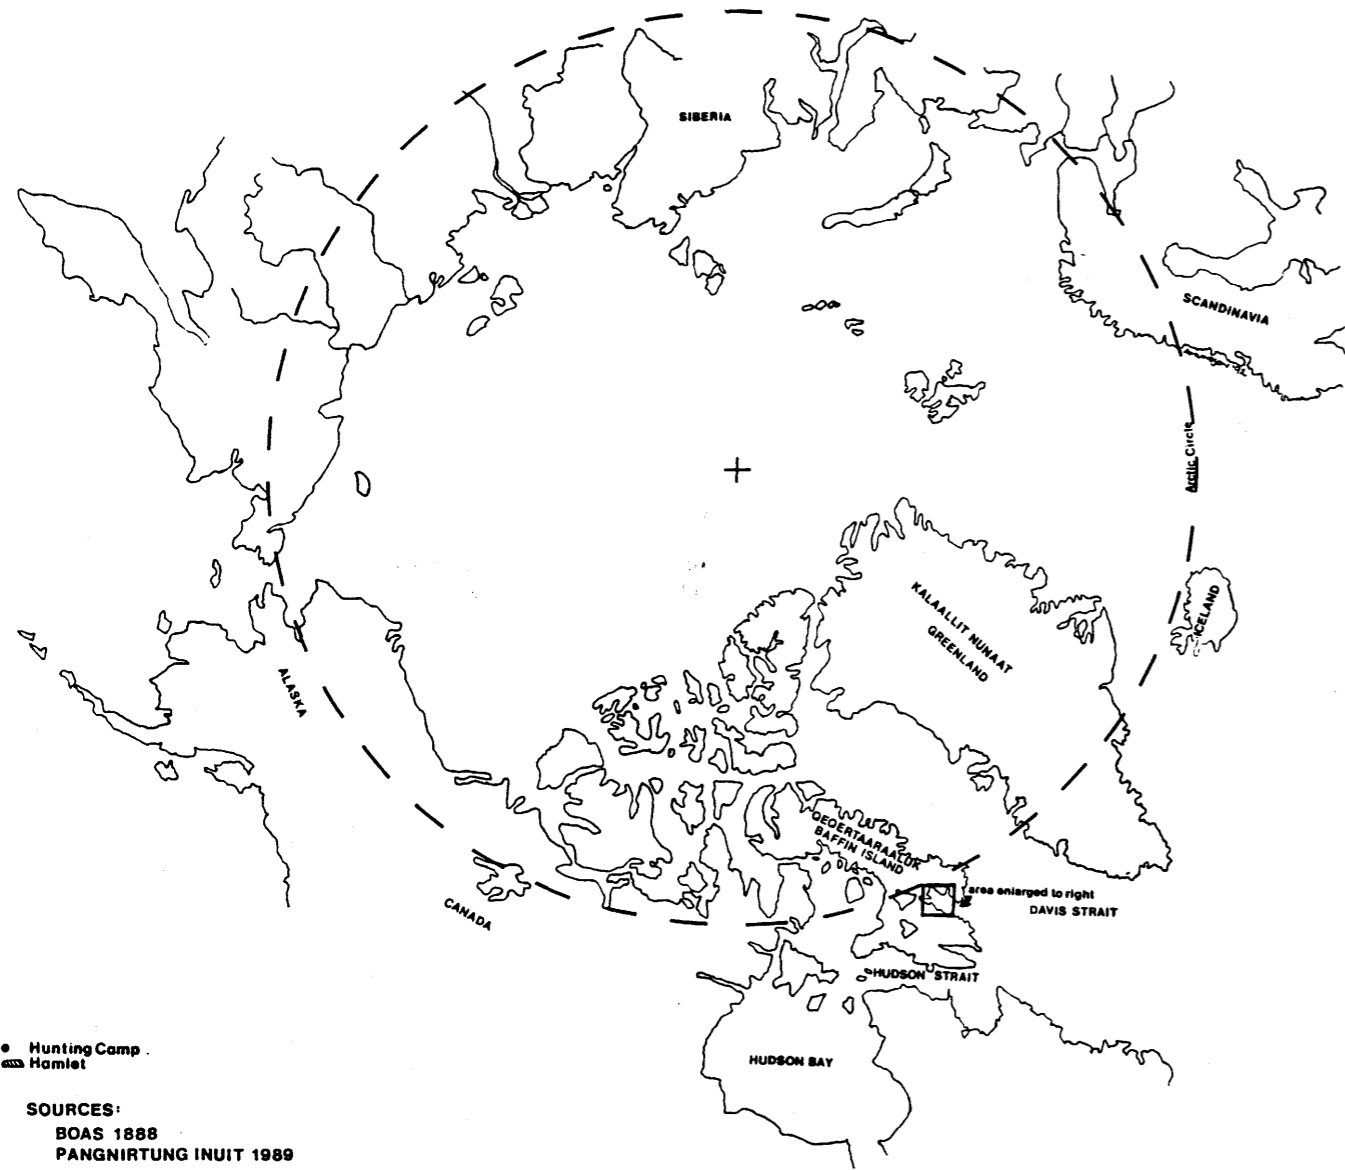 SIBERIA
SCANDINAVIA
Arctic Circle
ICELAND
KALAALLIT NUNAAT
GREENLAND
ALASKA
QEQERTAARAALUK
BAFFIN ISLAND
area enlarged to right
CANADA
DAVIS STRAIT
HUDSON STRAIT
HUDSON BAY
Hunting Camp
Hamlet
SOURCES:
BOAS 1888
PANGNIRTUNG INUIT 1989